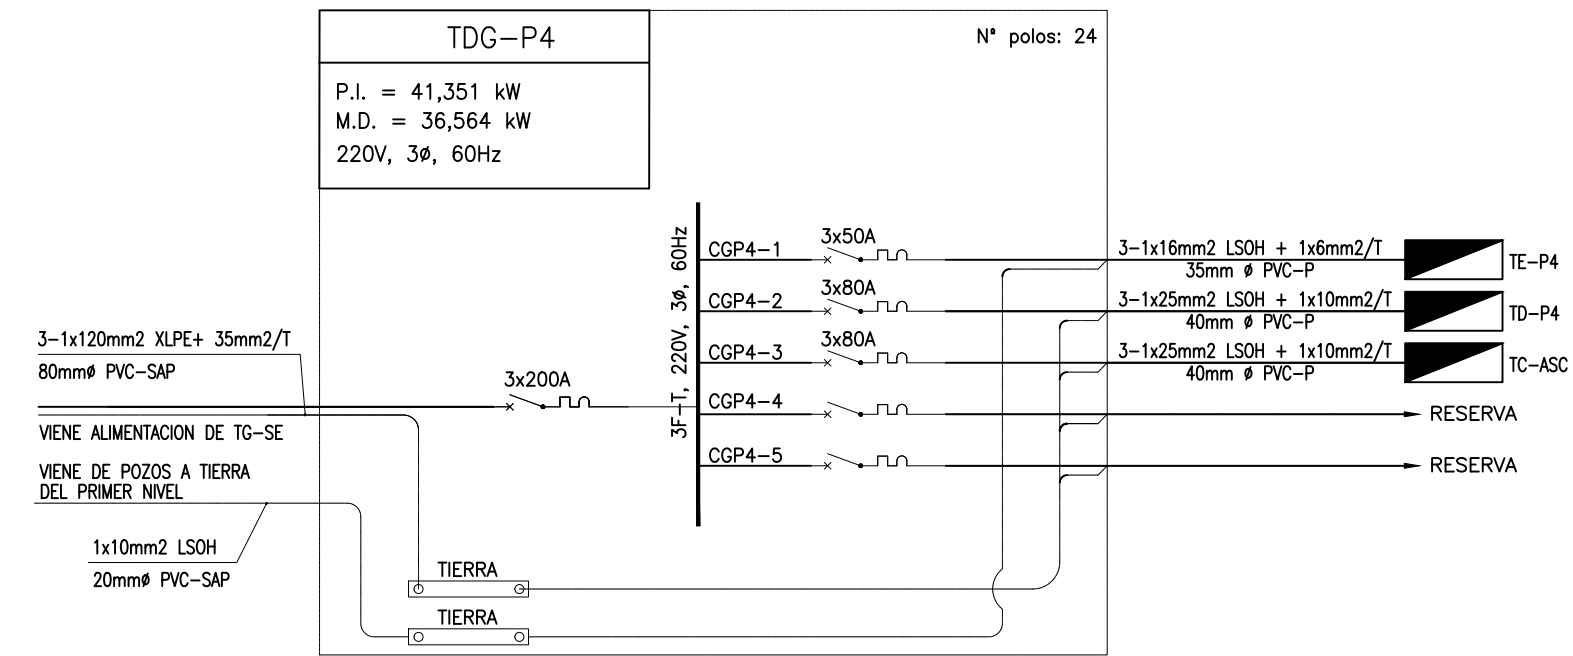 TDG-P4
Nº polos: 24
P.I. = 41,351 kW
M.D. = 36,564 kW
220V, 3ø, 60Hz
3F-T, 220V, 3ø, 60Hz
CGP4-1
3x50A
3-1x16mm2 LSOH + 1x6mm2/T
35mm ø PVC-P
TE-P4
CGP4-2
3x80A
3-1x25mm2 LSOH + 1x10mm2/T
40mm ø PVC-P
TD-P4
CGP4-3
3x80A
3-1x25mm2 LSOH + 1x10mm2/T
40mm ø PVC-P
TC-ASC
CGP4-4
RESERVA
CGP4-5
RESERVA
3-1x120mm2 XLPE+ 35mm2/T
80mmø PVC-SAP
3x200A
VIENE ALIMENTACION DE TG-SE
VIENE DE POZOS A TIERRA
DEL PRIMER NIVEL
1x10mm2 LSOH
20mmø PVC-SAP
TIERRA
TIERRA